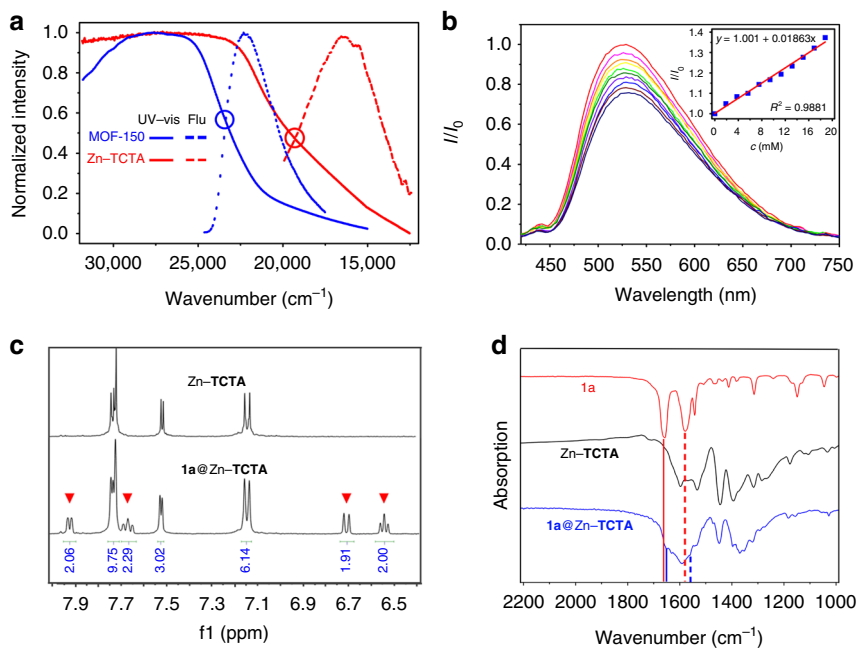 a
Normalized intensity
1.0
0.8
0.6
0.4
0.2
0.0
UV–vis Flu
MOF-150
Zn–TCTA
30,000 25,000 20,000 15,000
Wavenumber (cm⁻¹)
b
I/I₀
1.0
0.8
0.6
0.4
0.2
0.0
450 500 550 600 650 700 750
Wavelength (nm)
I/I₀
1.4
1.3
1.2
1.1
1.0
y = 1.001 + 0.01863x
R² = 0.9881
0 4 8 12 16 20
c (mM)
c
Zn–TCTA
1a@Zn–TCTA
2.06 9.75 2.29 3.02 6.14 1.91 2.00
7.9 7.7 7.5 7.3 7.1 6.9 6.7 6.5
f1 (ppm)
d
Absorption
1a
Zn–TCTA
1a@Zn–TCTA
2200 2000 1800 1600 1400 1200 1000
Wavenumber (cm⁻¹)